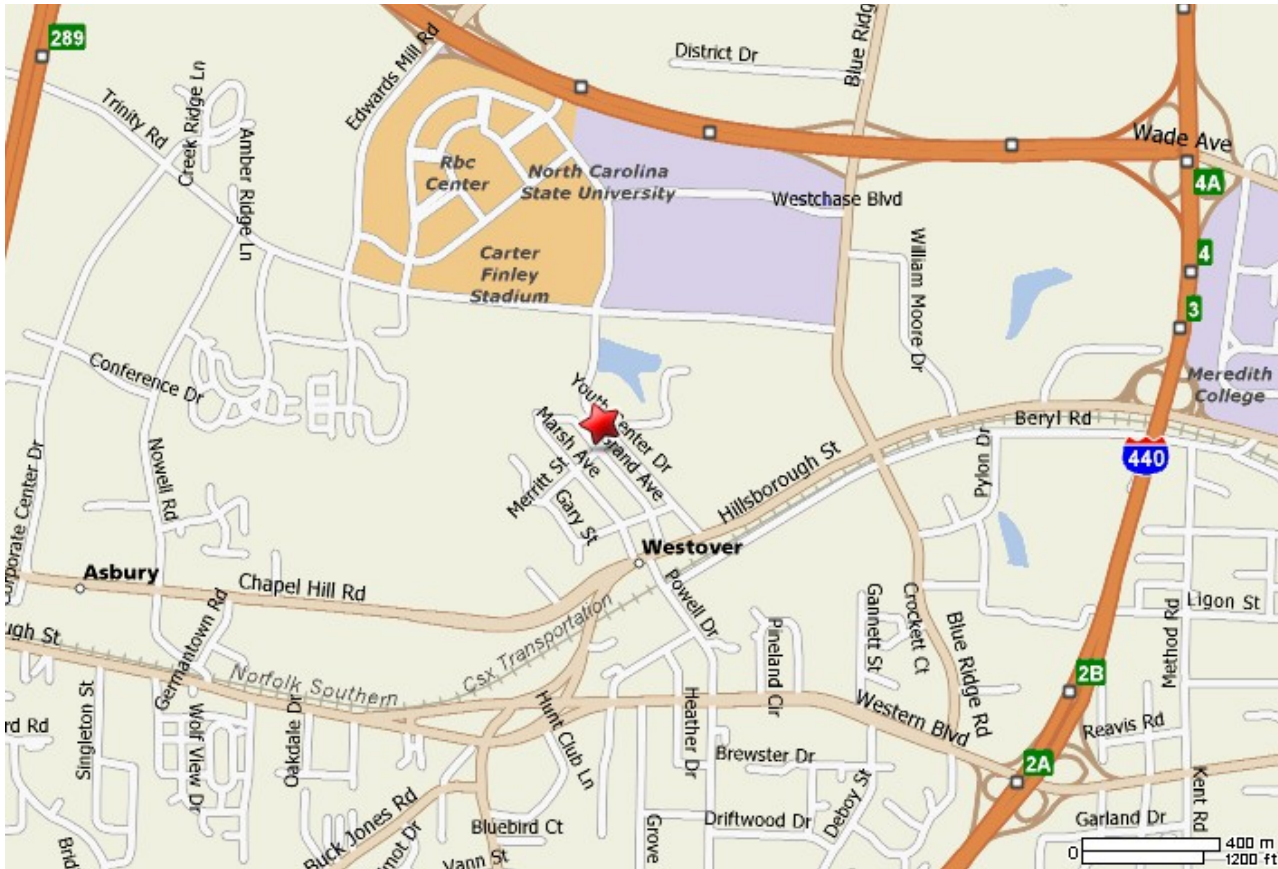 289
Edwards Mill Rd
District Dr
Blue Ridg
Trinity Rd
Creek Ridge Ln
Amber Ridge Ln
Wade Ave
4A
Rbc
Center
North Carolina
State University
Westchase Blvd
Carter
Finley
Stadium
William Moore Dr
4
3
Conference Dr
Meredith
College
Youth Center Dr
Marsh Ave
land Ave
Beryl Rd
Merritt St
Gary St
Hillsborough St
Pylon Dr
440
Nowell Rd
Corporate Center Dr
Westover
Asbury
Chapel Hill Rd
Powell Dr
Ligon St
ugh St
Germantown Rd
Csx Transportation
Norfolk Southern
Pineland Cir
Gannett St
Crockett Ct
Blue Ridge Rd
Method Rd
2B
rd Rd
Singleton St
Wolf View Dr
Oakdale Dr
Hunt Club Ln
Heather Dr
Western Blvd
Reavis Rd
Brewster Dr
2A
Kent Rd
Buck Jones Rd
Bluebird Ct
Driftwood Dr
Deboy St
Garland Dr
Brid
mot Dr
Vann St
Grove
0
400 m
1200 ft